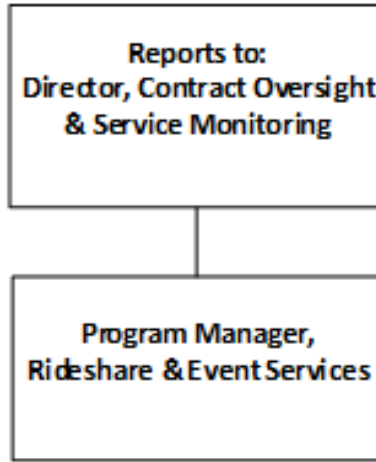 Reports to:
Director, Contract Oversight
& Service Monitoring
Program Manager,
Rideshare & Event Services